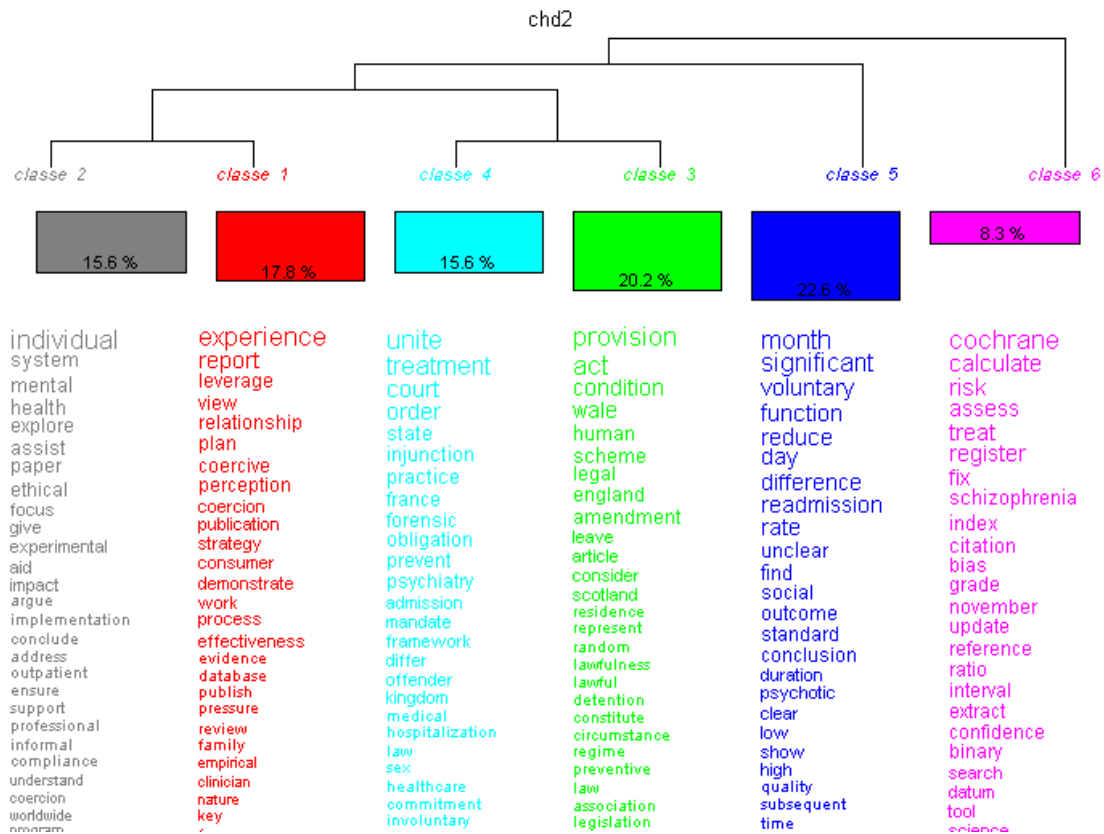 chd2
classe 2
classe 1
classe 4
classe 3
classe 5
classe 6
15.6 %
17.8 %
15.6 %
20.2 %
22.6 %
8.3 %
individual
system
mental
health
explore
assist
paper
ethical
focus
give
experimental
aid
impact
argue
implementation
conclude
address
outpatient
ensure
support
professional
informal
compliance
understand
coercion
worldwide
program
experience
report
leverage
view
relationship
plan
coercive
perception
coercion
publication
strategy
consumer
demonstrate
work
process
effectiveness
evidence
database
publish
pressure
review
family
empirical
clinician
nature
key
unite
treatment
court
order
state
injunction
practice
france
forensic
obligation
prevent
psychiatry
admission
mandate
framework
differ
offender
kingdom
medical
hospitalization
law
sex
healthcare
commitment
involuntary
provision
act
condition
wale
human
scheme
legal
england
amendment
leave
article
consider
scotland
residence
represent
random
lawfulness
lawful
detention
constitute
circumstance
regime
preventive
law
association
legislation
month
significant
voluntary
function
reduce
day
difference
readmission
rate
unclear
find
social
outcome
standard
conclusion
duration
psychotic
clear
low
show
high
quality
subsequent
time
cochrane
calculate
risk
assess
treat
register
fix
schizophrenia
index
citation
bias
grade
november
update
reference
ratio
interval
extract
confidence
binary
search
datum
tool
science